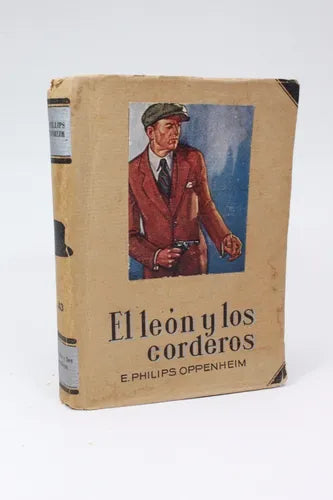 El león y los
corderos
E. PHILIPS OPPENHEIM